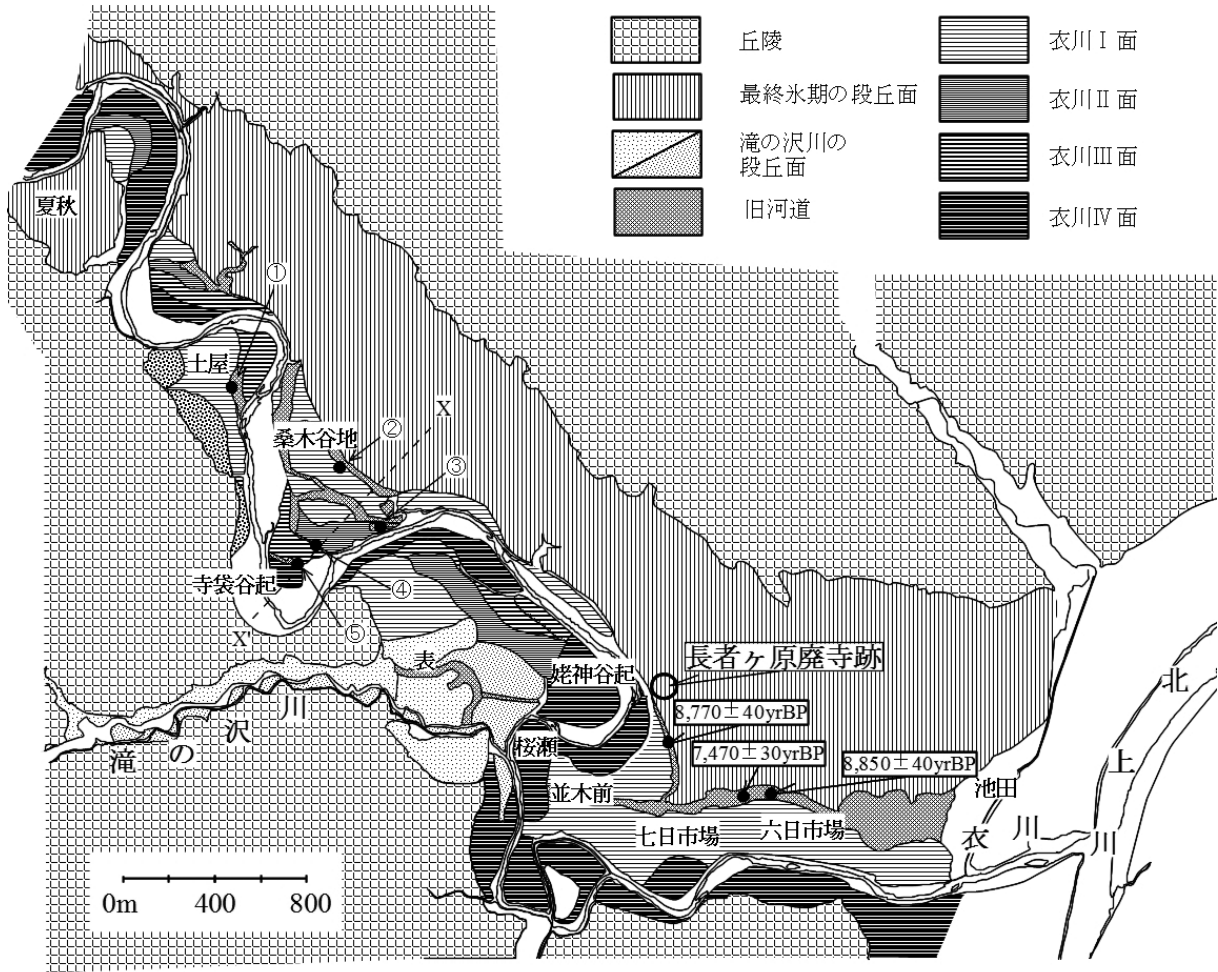 丘陵
最終氷期の段丘面
滝の沢川の
段丘面
旧河道
衣川Ⅰ面
衣川Ⅱ面
衣川Ⅲ面
衣川Ⅳ面
夏秋
①
土屋
X
②
桑木谷地
③
寺袋谷起
④
⑤
X'
表
姥神谷起
長者ヶ原廃寺跡
8,770±40yrBP
7,470±30yrBP
8,850±40yrBP
桜瀬
並木前
七日市場
六日市場
池田
滝の沢川
衣川
北上川
0m 400 800